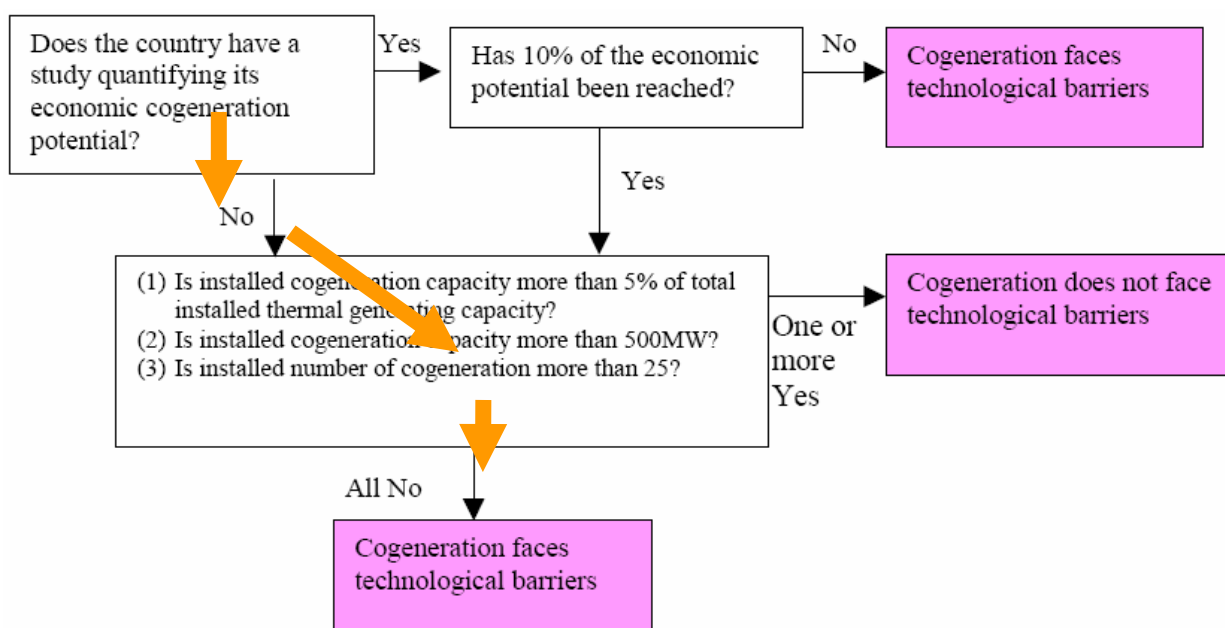 Does the country have a
study quantifying its
economic cogeneration
potential?
Yes
Has 10% of the economic
potential been reached?
No
Cogeneration faces
technological barriers
No
Yes
(1) Is installed cogeneration capacity more than 5% of total
installed thermal generating capacity?
(2) Is installed cogeneration capacity more than 500MW?
(3) Is installed number of cogeneration more than 25?
One or
more
Yes
Cogeneration does not face
technological barriers
All No
Cogeneration faces
technological barriers